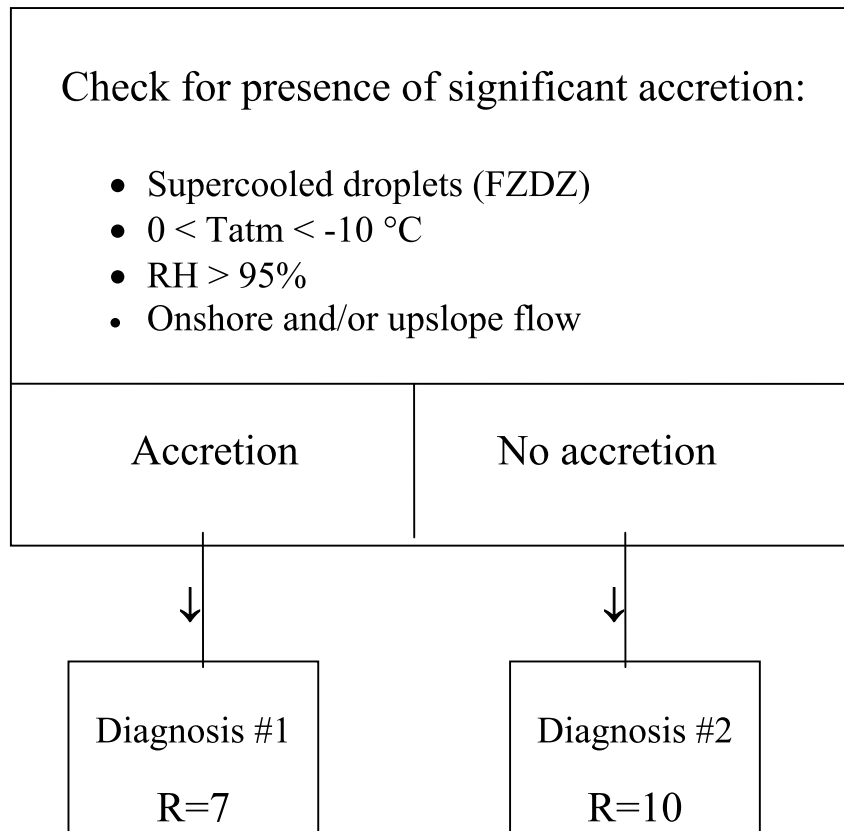 Check for presence of significant accretion:
• Supercooled droplets (FZDZ)
• 0 < Tatm < -10 °C
• RH > 95%
• Onshore and/or upslope flow
Accretion
No accretion
↓
↓
Diagnosis #1
Diagnosis #2
R=7
R=10